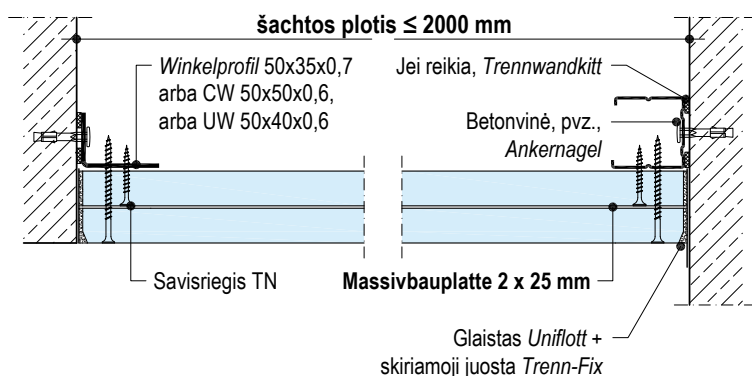 šachtos plotis ≤ 2000 mm
Winkelprofil 50x35x0,7
arba CW 50x50x0,6,
arba UW 50x40x0,6
Jei reikia, Trennwandkitt
Betonvinė, pvz.,
Ankernagel
Savisriegis TN
Massivbauplatte 2 x 25 mm
Glaistas Uniflott +
skiriamoji juosta Trenn-Fix